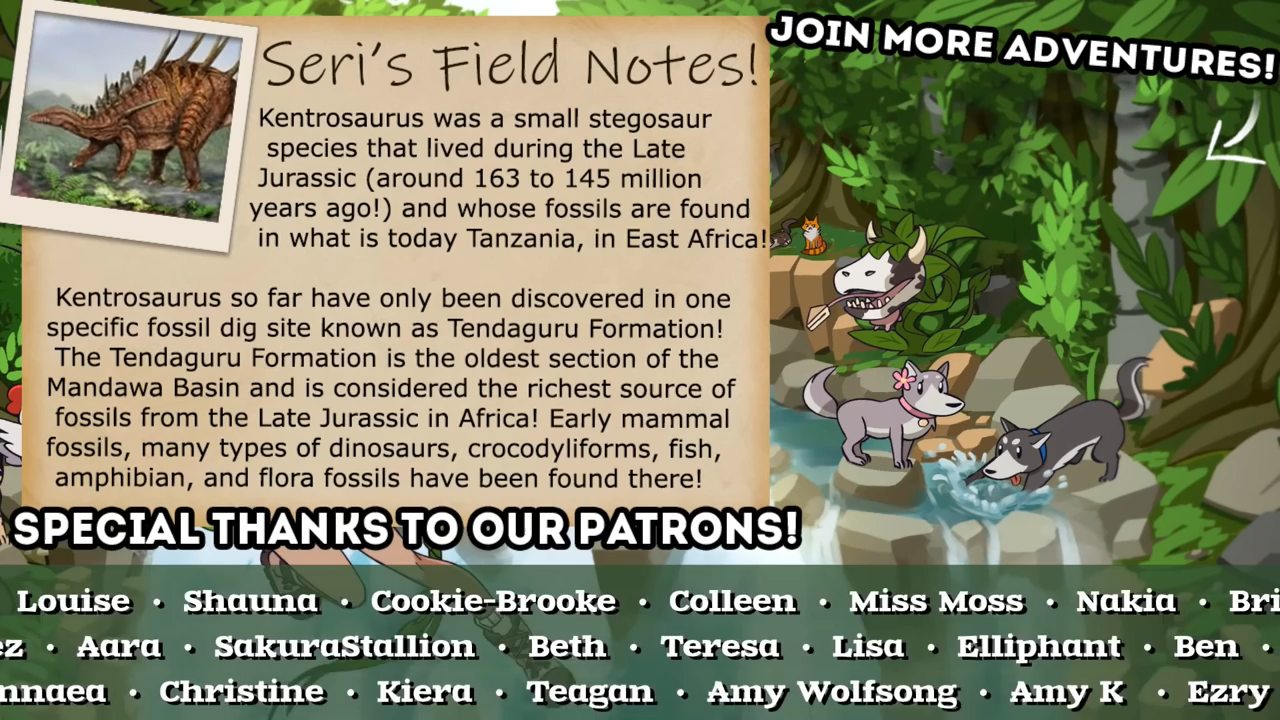 Seri's Field Notes!
JOIN MORE ADVENTURES!
Kentrosaurus was a small stegosaur
species that lived during the Late
Jurassic (around 163 to 145 million
years ago!) and whose fossils are found
in what is today Tanzania, in East Africa!
Kentrosaurus so far have only been discovered in one
specific fossil dig site known as Tendaguru Formation!
The Tendaguru Formation is the oldest section of the
Mandawa Basin and is considered the richest source of
fossils from the Late Jurassic in Africa! Early mammal
fossils, many types of dinosaurs, crocodyliforms, fish,
amphibian, and flora fossils have been found there!
SPECIAL THANKS TO OUR PATRONS!
Louise · Shauna · Cookie-Brooke · Colleen · Miss Moss · Nakia · Bri
ez · Aara · SakuraStallion · Beth · Teresa · Lisa · Elliphant · Ben ·
nnaea · Christine · Kiera · Teagan · Amy Wolfsong · Amy K · Ezry